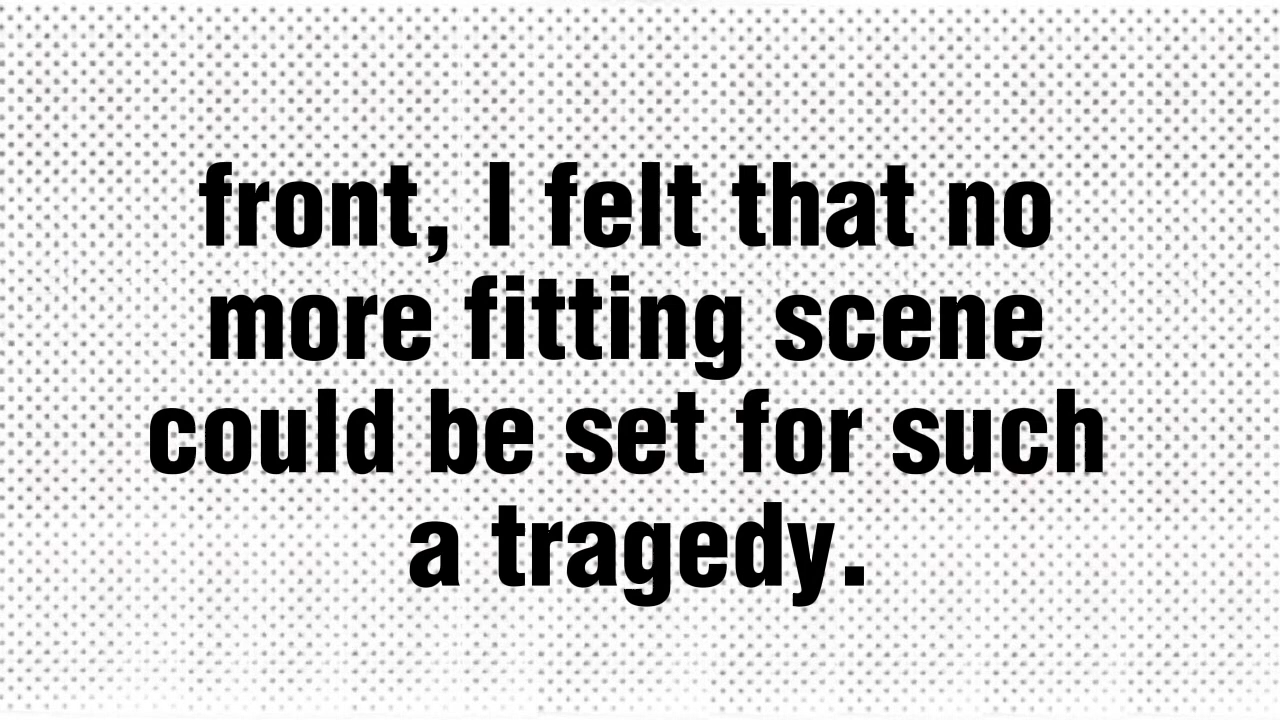 front, I felt that no
more fitting scene
could be set for such
a tragedy.